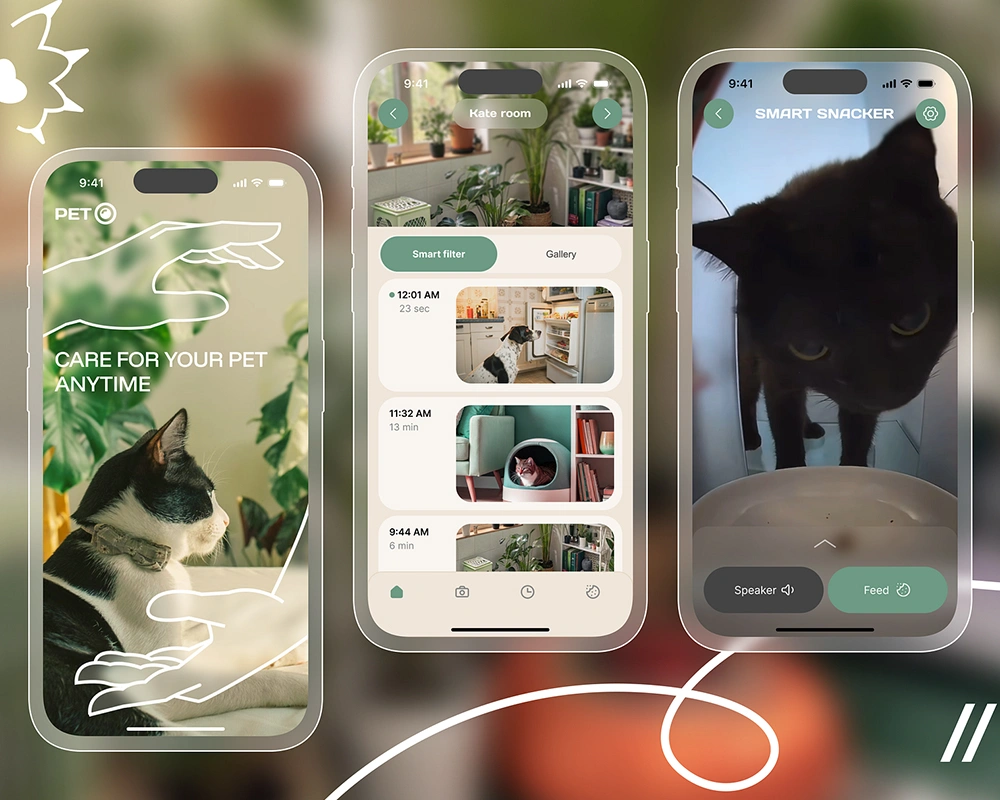 9:41
PET
CARE FOR YOUR PET
ANYTIME
9:41
Kate room
Smart filter
Gallery
12:01 AM
23 sec
11:32 AM
13 min
9:44 AM
6 min
9:41
SMART SNACKER
Speaker
Feed
//